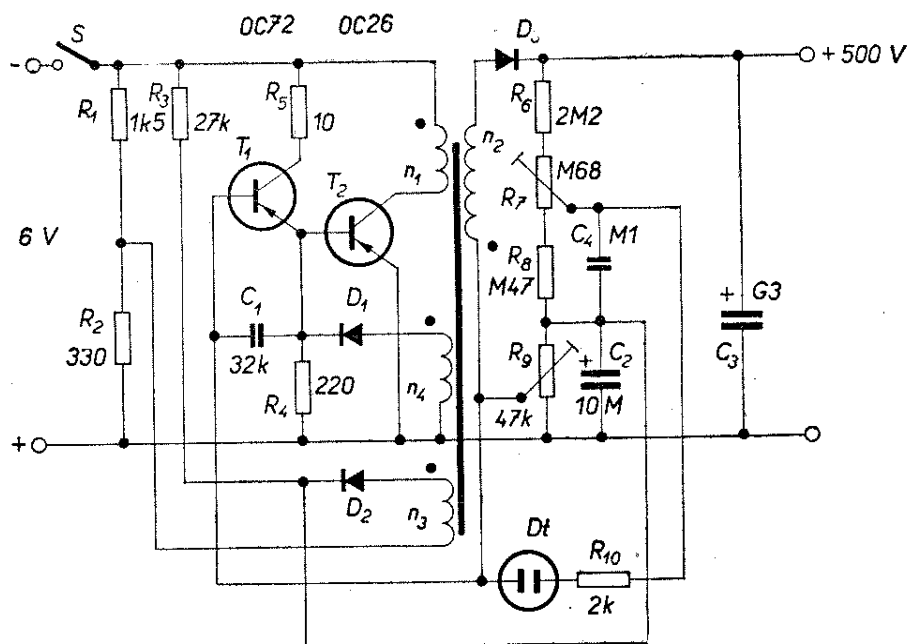 OC72 OC26
S
-
R1
1k5
R3
27k
R5
10
D3
+ 500 V
R6
2M2
T1
T2
n1
n2
M68
R7
6 V
C4
M1
R8
M47
C1
32k
D1
R2
330
R4
220
n4
R9
47k
+
C2
10 M
+
G3
C3
+
D2
n3
Dt
R10
2k